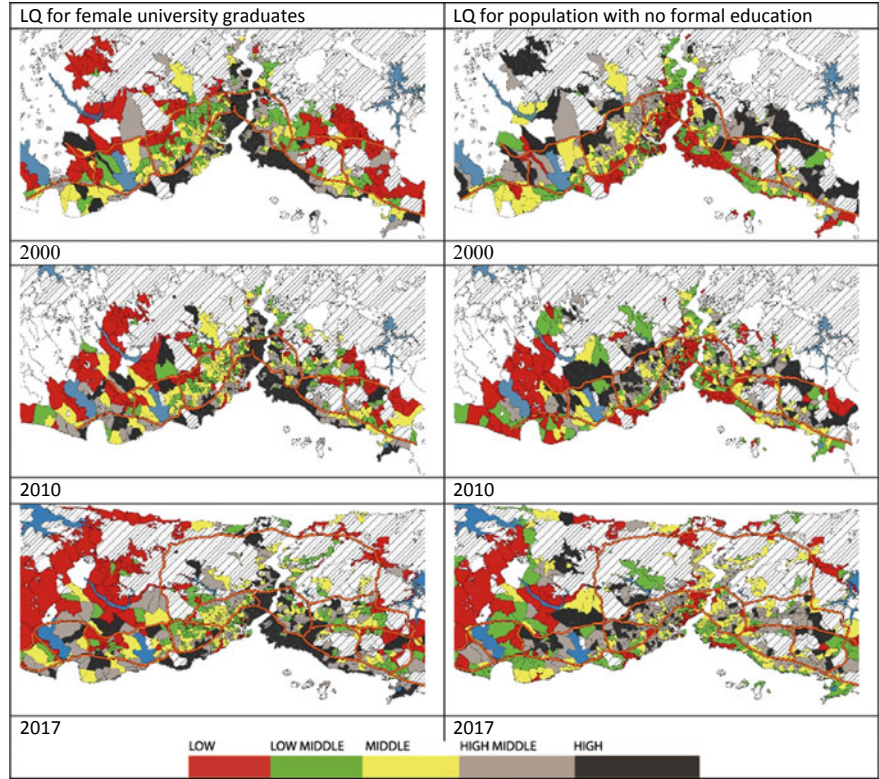 LQ for female university graduates
LQ for population with no formal education
2000
2000
2010
2010
2017
2017
LOW
LOW MIDDLE
MIDDLE
HIGH MIDDLE
HIGH